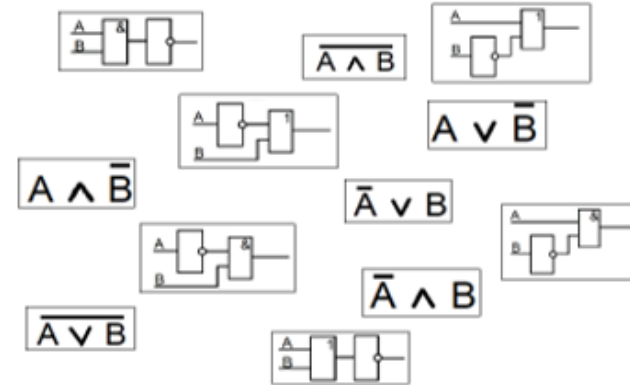 A & B
A̅ ̅∧̅ ̅B̅
A 1 B
A 1 B
A ∨ B̅
A ∧ B̅
A̅ ∨ B
A & B
A & B
A̅ ∧ B
A̅ ̅∨̅ ̅B̅
A 1 B